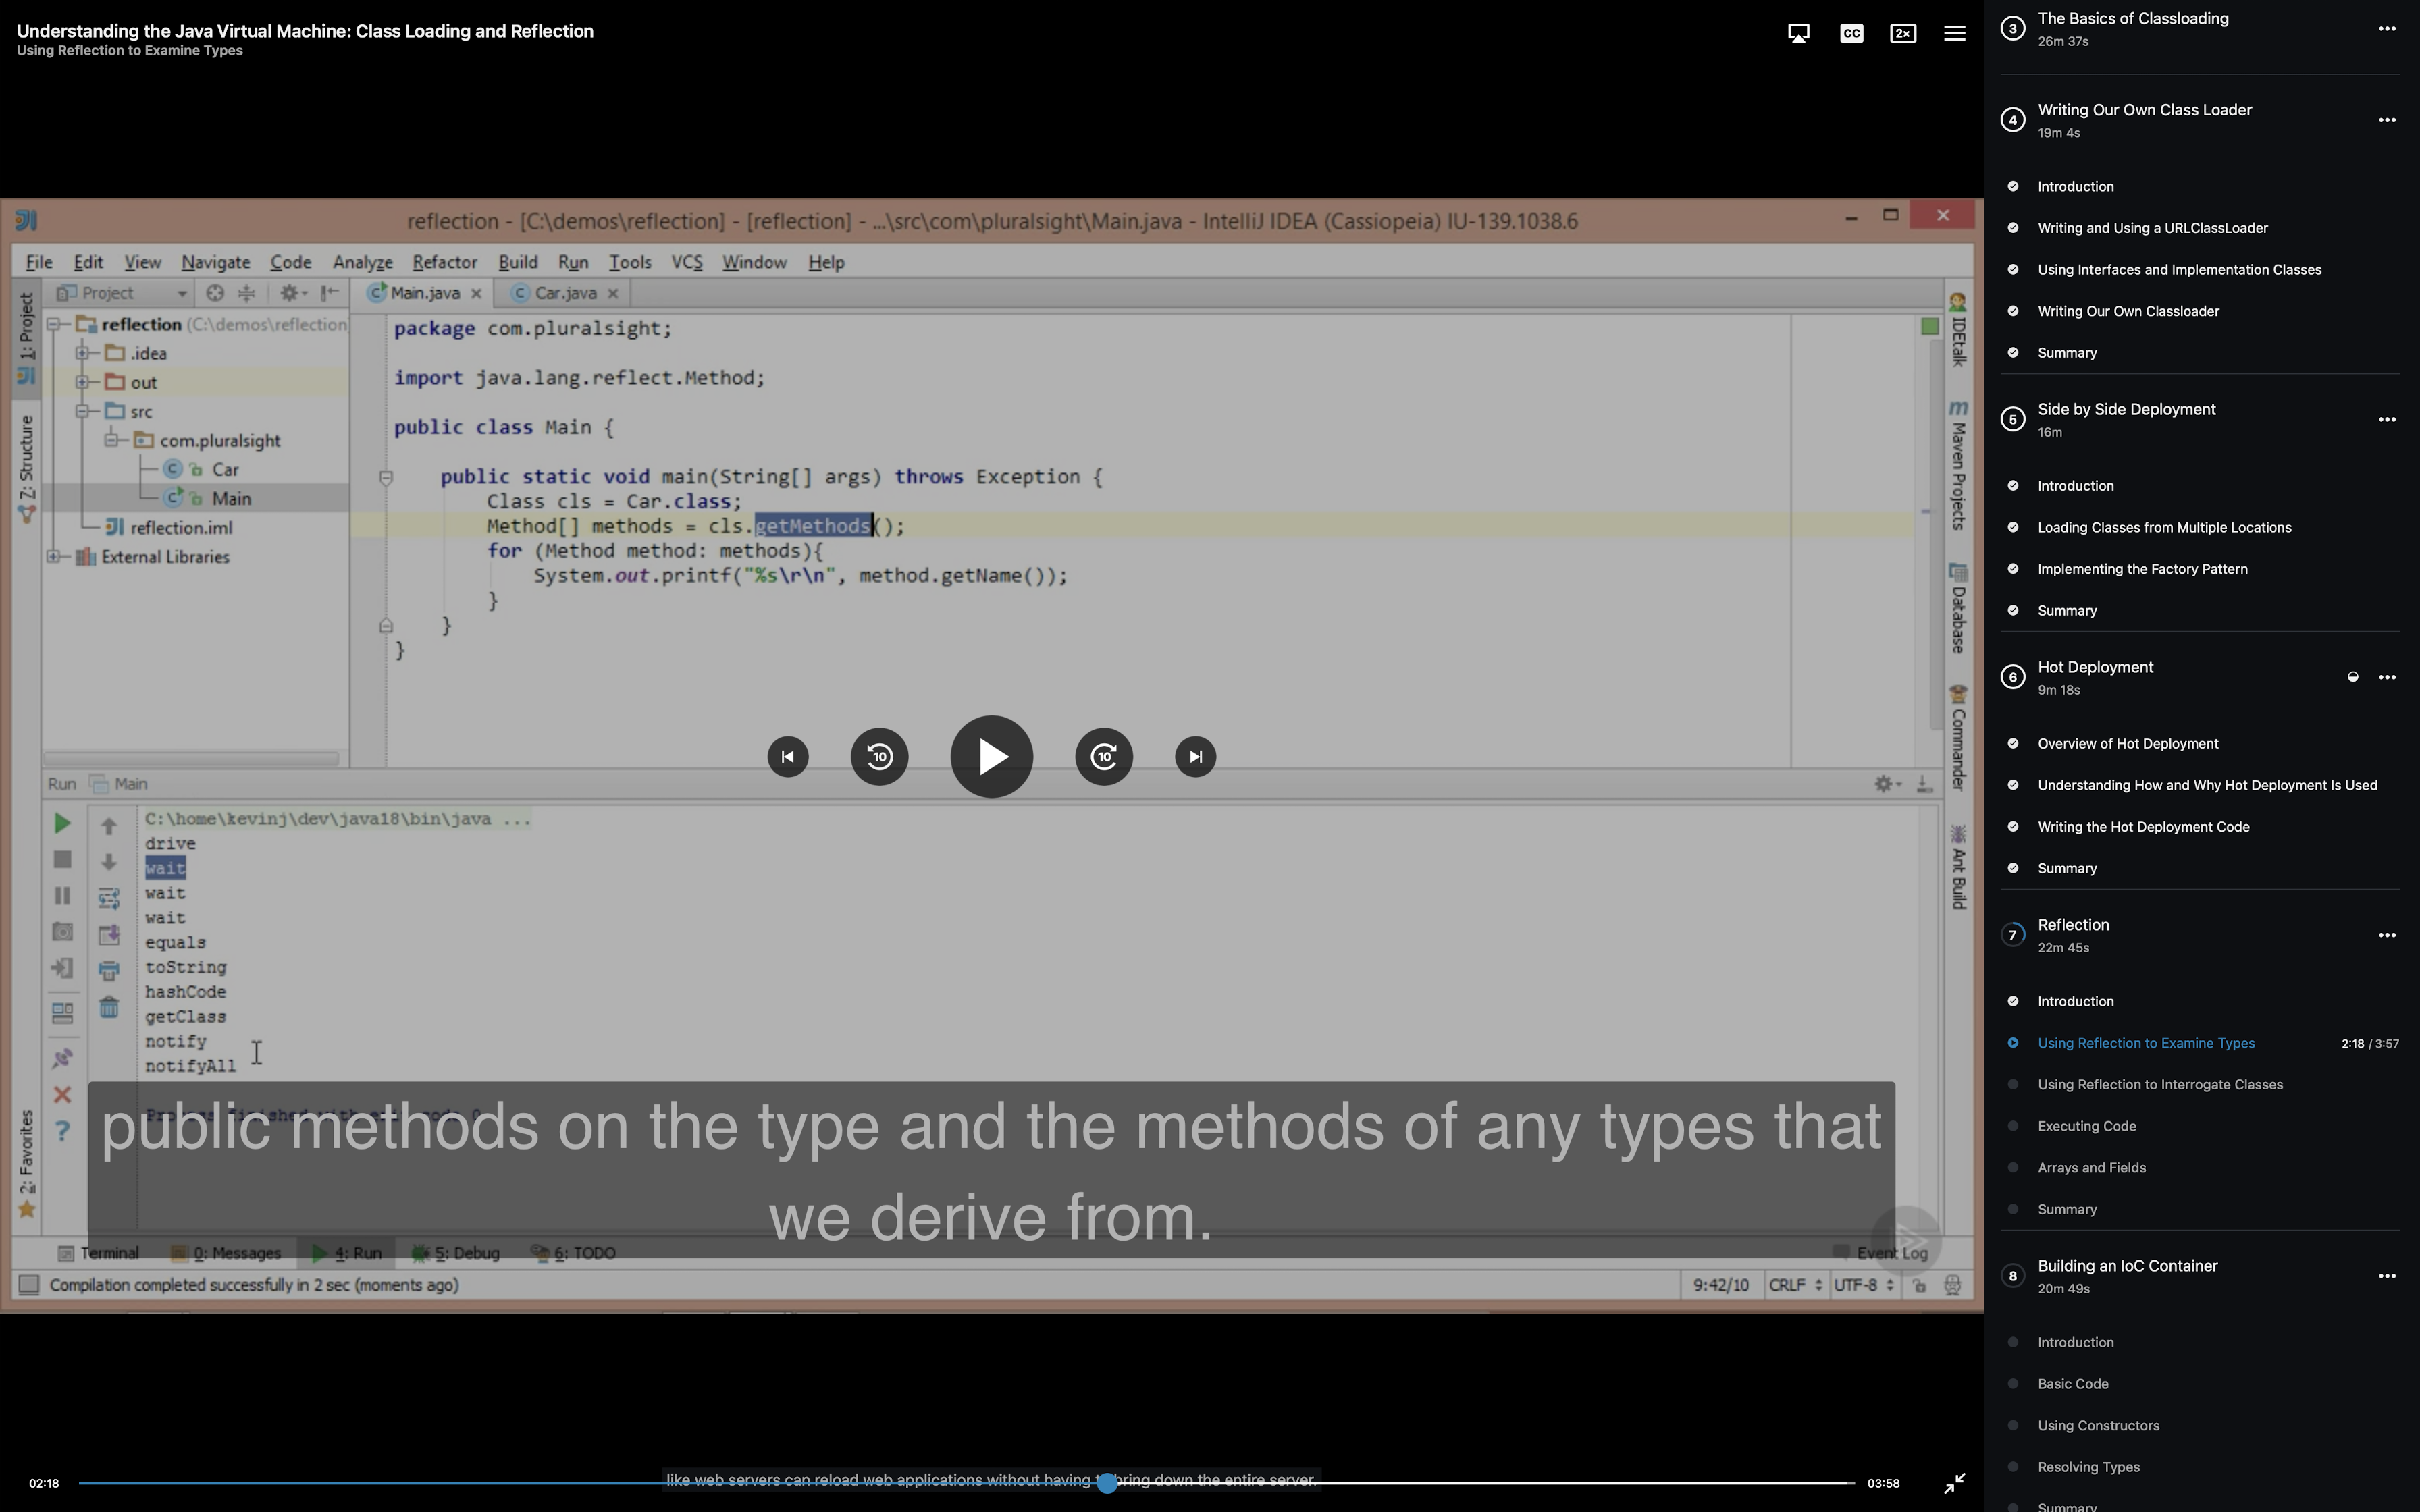 Understanding the Java Virtual Machine: Class Loading and Reflection
Using Reflection to Examine Types
CC
2×
reflection - [C:\demos\reflection] - [reflection] - ...\src\com\pluralsight\Main.java - IntelliJ IDEA (Cassiopeia) IU-139.1038.6
File Edit View Navigate Code Analyze Refactor Build Run Tools VCS Window Help
1: Project
Z: Structure
2: Favorites
Project
reflection (C:\demos\reflection
.idea
out
src
com.pluralsight
Car
Main
reflection.iml
External Libraries
Main.java
Car.java
package com.pluralsight;
import java.lang.reflect.Method;
public class Main {
public static void main(String[] args) throws Exception {
Class cls = Car.class;
Method[] methods = cls.getMethods();
for (Method method: methods){
System.out.printf("%s\r\n", method.getName());
}
}
}
IDEtalk
Maven Projects
Database
Commander
Ant Build
10
10
Run Main
C:\home\kevinj\dev\java18\bin\java ...
drive
wait
wait
wait
equals
toString
hashCode
getClass
notify
notifyAll
public methods on the type and the methods of any types that
we derive from.
Terminal 0: Messages 4: Run 5: Debug 6: TODO Event Log
Compilation completed successfully in 2 sec (moments ago) 9:42/10 CRLF UTF-8
02:18
like web servers can reload web applications without having to bring down the entire server.
03:58
3 The Basics of Classloading
26m 37s
4 Writing Our Own Class Loader
19m 4s
Introduction
Writing and Using a URLClassLoader
Using Interfaces and Implementation Classes
Writing Our Own Classloader
Summary
5 Side by Side Deployment
16m
Introduction
Loading Classes from Multiple Locations
Implementing the Factory Pattern
Summary
6 Hot Deployment
9m 18s
Overview of Hot Deployment
Understanding How and Why Hot Deployment Is Used
Writing the Hot Deployment Code
Summary
7 Reflection
22m 45s
Introduction
Using Reflection to Examine Types 2:18 / 3:57
Using Reflection to Interrogate Classes
Executing Code
Arrays and Fields
Summary
8 Building an IoC Container
20m 49s
Introduction
Basic Code
Using Constructors
Resolving Types
Summary